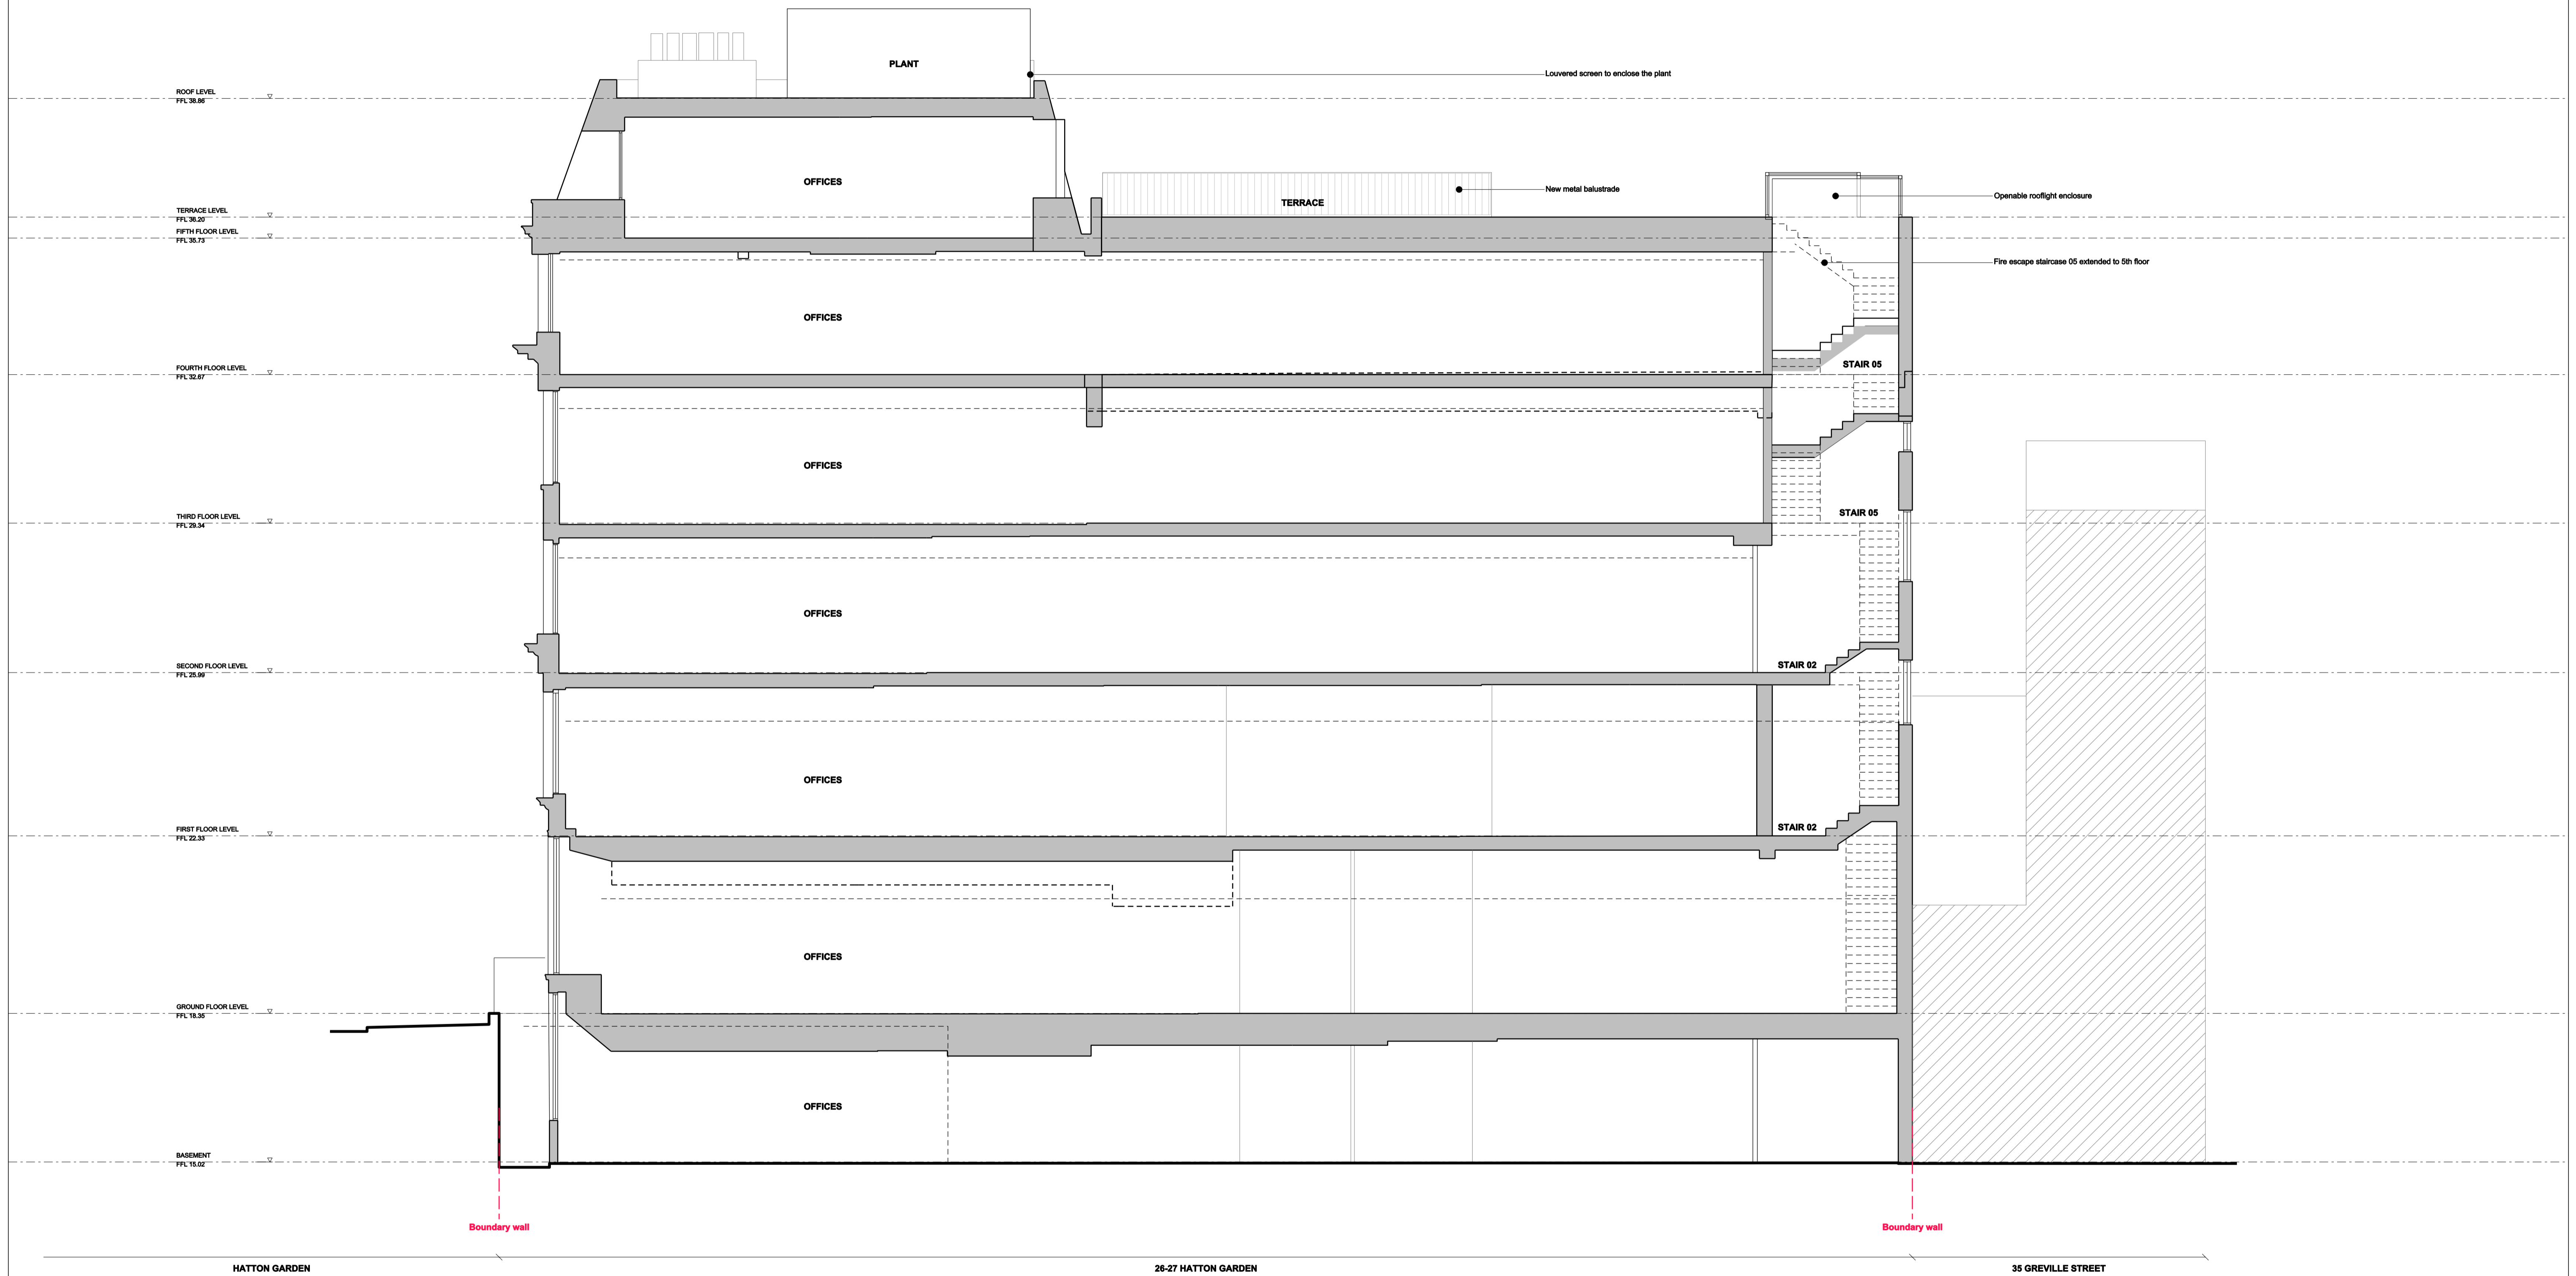 PLANT
Louvered screen to enclose the plant
ROOF LEVEL
FFL 38.86
OFFICES
New metal balustrade
TERRACE
Openable rooflight enclosure
TERRACE LEVEL
FFL 36.20
FIFTH FLOOR LEVEL
FFL 35.73
Fire escape staircase 05 extended to 5th floor
OFFICES
STAIR 05
FOURTH FLOOR LEVEL
FFL 32.67
OFFICES
STAIR 05
THIRD FLOOR LEVEL
FFL 29.34
OFFICES
STAIR 02
SECOND FLOOR LEVEL
FFL 25.99
OFFICES
STAIR 02
FIRST FLOOR LEVEL
FFL 22.33
OFFICES
GROUND FLOOR LEVEL
FFL 18.35
OFFICES
BASEMENT
FFL 15.02
Boundary wall
Boundary wall
HATTON GARDEN
26-27 HATTON GARDEN
35 GREVILLE STREET